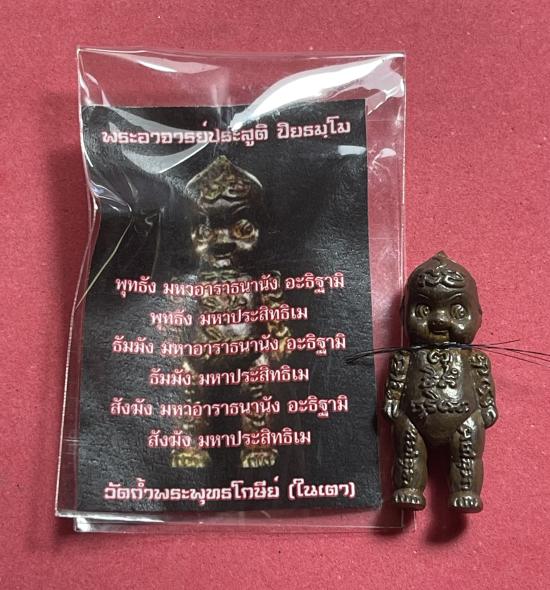 พระอาจารย์ประสูติ ปิยธมฺโม
พุทธัง มหาอาราธนานัง อะธิฐามิ
พุทธัง มหาประสิทธิเม
ธัมมัง มหาอาราธนานัง อะธิฐามิ
ธัมมัง มหาประสิทธิเม
สังฆัง มหาอาราธนานัง อะธิฐามิ
สังฆัง มหาประสิทธิเม
วัดถ้ำพระพุทธโกษีย์ (ในเตา)